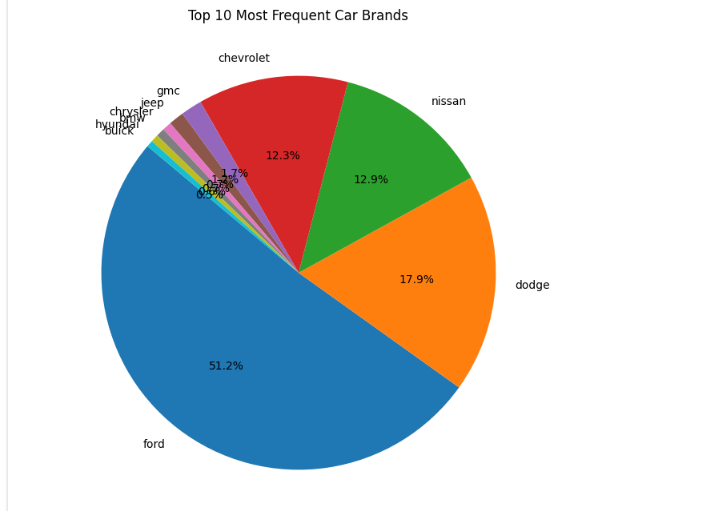 Top 10 Most Frequent Car Brands
chevrolet
gmc
jeep
chrysler
bmw
hyundai
buick
nissan
12.3%
12.9%
1.7%
0.5%
17.9%
dodge
51.2%
ford